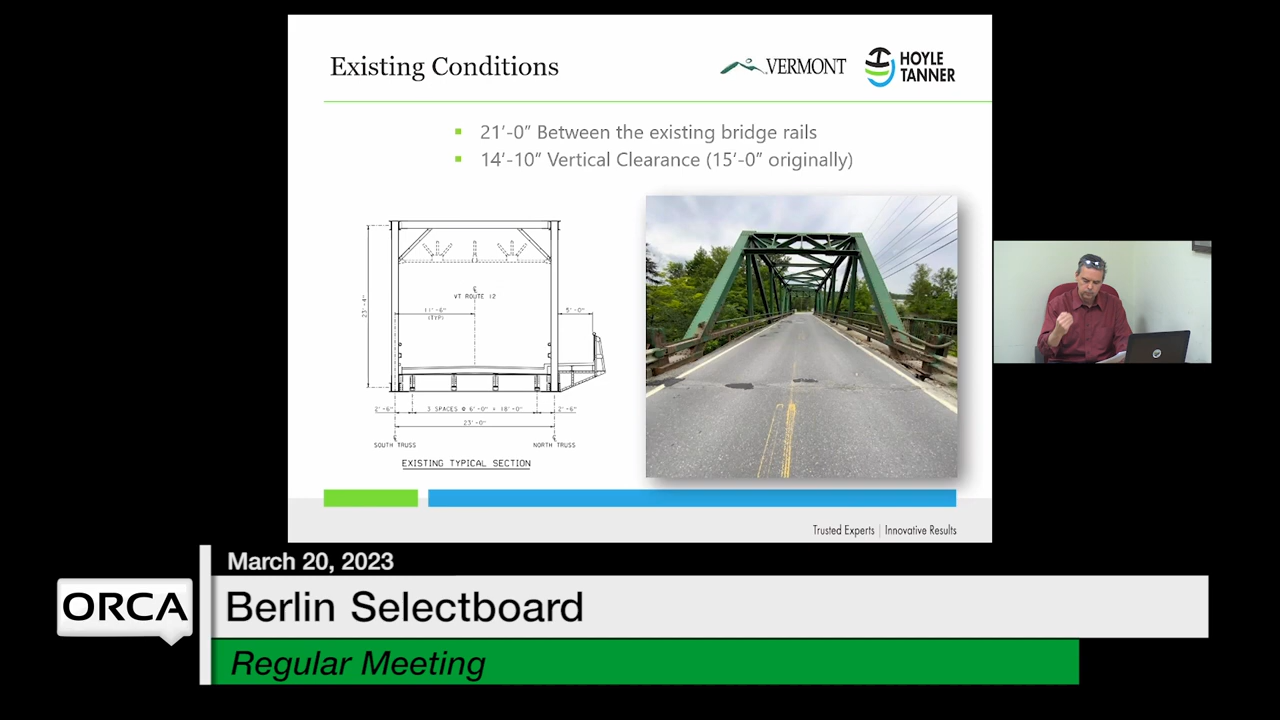 Existing Conditions
VERMONT
HOYLE
TANNER
21'-0" Between the existing bridge rails
14'-10" Vertical Clearance (15'-0" originally)
VT ROUTE 12
11'-6"
(TYP)
5'-0"
23'-4"
2'-6"
3 SPACES @ 6'-0" = 18'-0"
2'-6"
23'-0"
SOUTH TRUSS
NORTH TRUSS
EXISTING TYPICAL SECTION
Trusted Experts | Innovative Results
March 20, 2023
ORCA
Berlin Selectboard
Regular Meeting